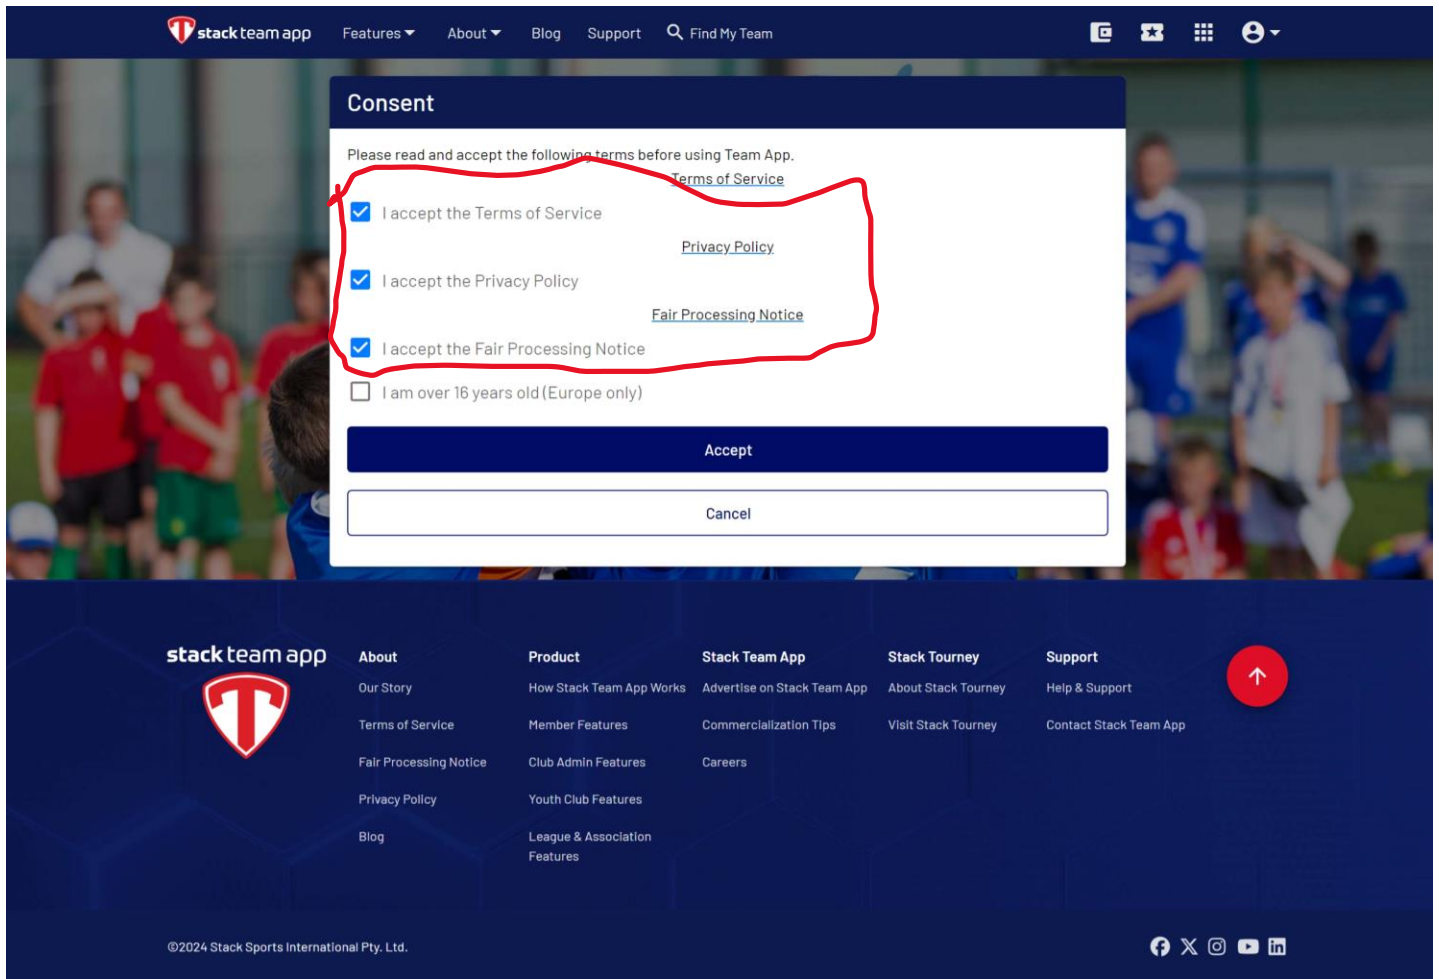 stack team app Features About Blog Support Find My Team
Consent
Please read and accept the following terms before using Team App.
Terms of Service
I accept the Terms of Service
Privacy Policy
I accept the Privacy Policy
Fair Processing Notice
I accept the Fair Processing Notice
I am over 16 years old (Europe only)
Accept
Cancel
stack team app
About
Our Story
Terms of Service
Fair Processing Notice
Privacy Policy
Blog
Product
How Stack Team App Works
Member Features
Club Admin Features
Youth Club Features
League & Association
Features
Stack Team App
Advertise on Stack Team App
Commercialization Tips
Careers
Stack Tourney
About Stack Tourney
Visit Stack Tourney
Support
Help & Support
Contact Stack Team App
©2024 Stack Sports International Pty. Ltd.